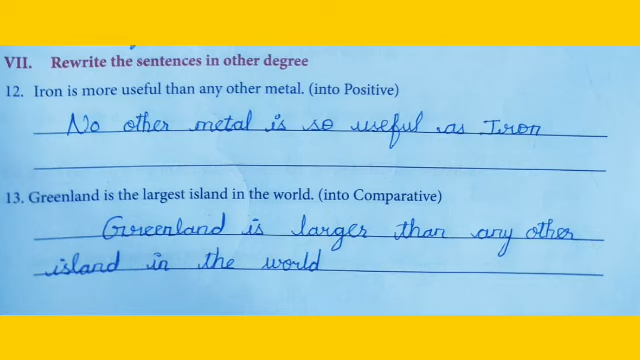 VII. Rewrite the sentences in other degree
12. Iron is more useful than any other metal. (into Positive)
No other metal is so useful as Iron
13. Greenland is the largest island in the world. (into Comparative)
Greenland is larger than any other
island in the world